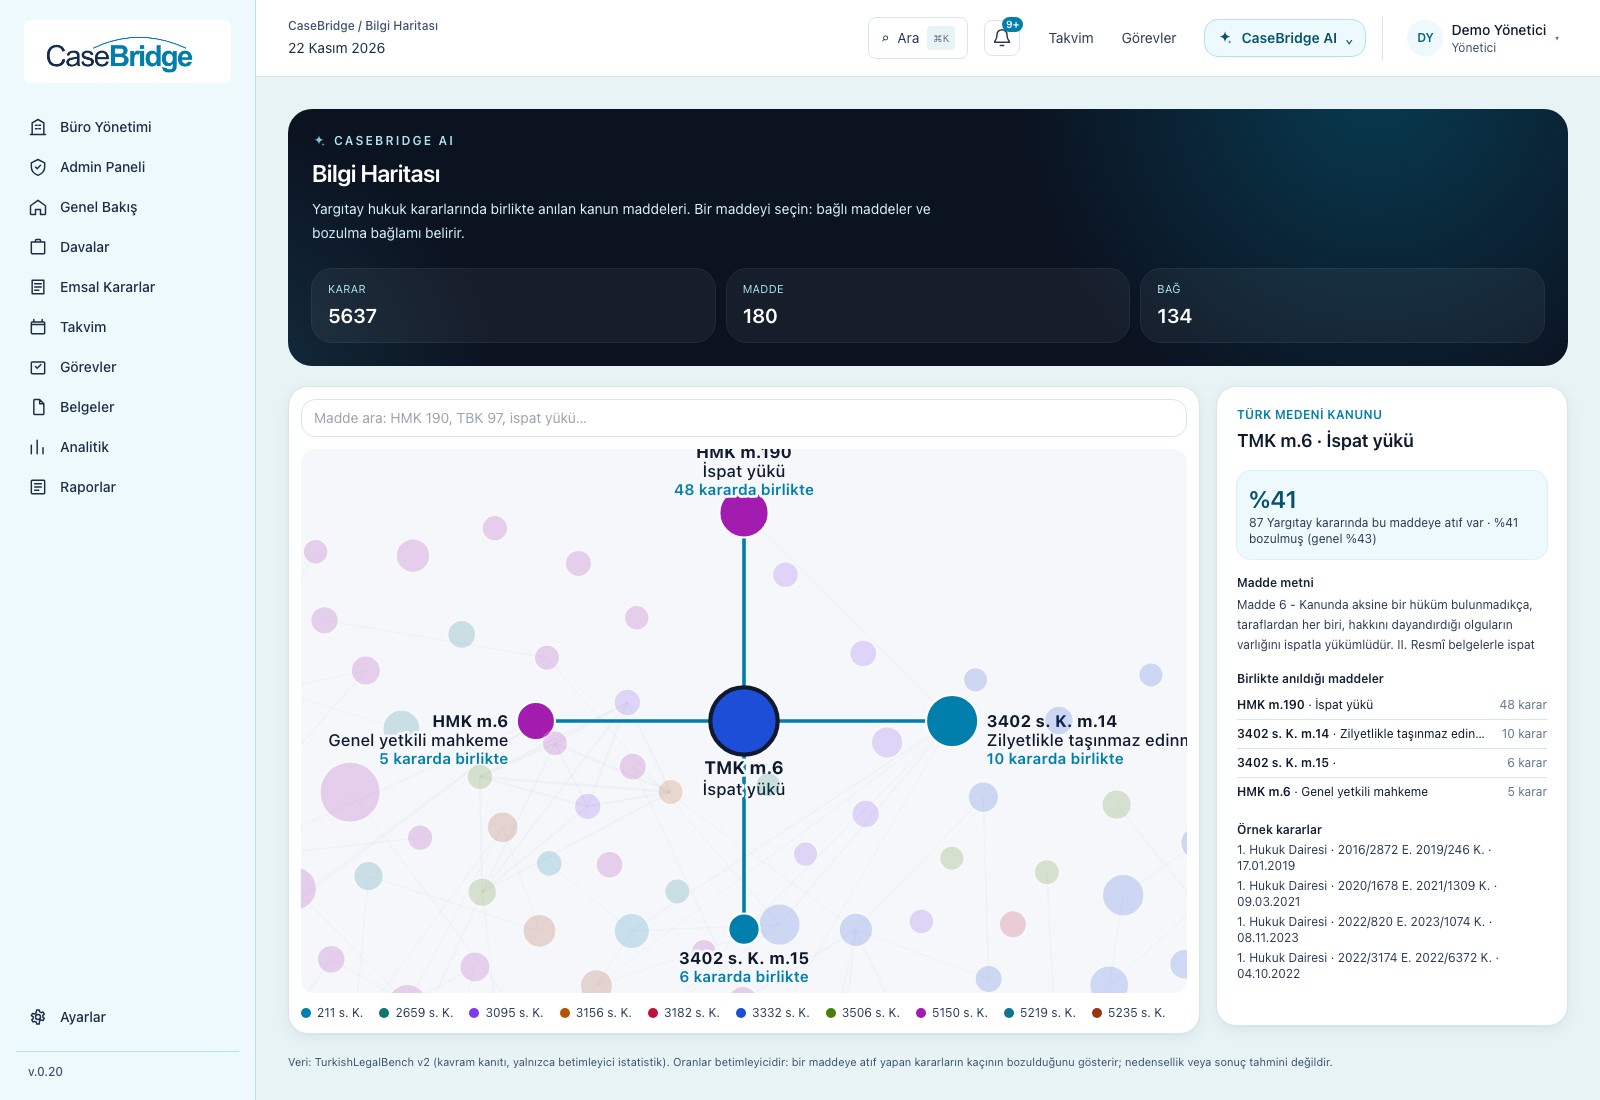 CaseBridge
Büro Yönetimi
Admin Paneli
Genel Bakış
Davalar
Emsal Kararlar
Takvim
Görevler
Belgeler
Analitik
Raporlar
Ayarlar
v.0.20
CaseBridge / Bilgi Haritası
22 Kasım 2026
Ara ⌘K
9+
Takvim
Görevler
CaseBridge AI
DY
Demo Yönetici
Yönetici
CASEBRIDGE AI
Bilgi Haritası
Yargıtay hukuk kararlarında birlikte anılan kanun maddeleri. Bir maddeyi seçin: bağlı maddeler ve
bozulma bağlamı belirir.
KARAR
5637
MADDE
180
BAĞ
134
Madde ara: HMK 190, TBK 97, ispat yükü...
HMK m.190
İspat yükü
48 kararda birlikte
HMK m.6
Genel yetkili mahkeme
5 kararda birlikte
3402 s. K. m.14
Zilyetlikle taşınmaz edinm
10 kararda birlikte
TMK m.6
İspat yükü
3402 s. K. m.15
6 kararda birlikte
211 s. K.
2659 s. K.
3095 s. K.
3156 s. K.
3182 s. K.
3332 s. K.
3506 s. K.
5150 s. K.
5219 s. K.
5235 s. K.
TÜRK MEDENİ KANUNU
TMK m.6 · İspat yükü
%41
87 Yargıtay kararında bu maddeye atıf var · %41
bozulmuş (genel %43)
Madde metni
Madde 6 - Kanunda aksine bir hüküm bulunmadıkça,
taraflardan her biri, hakkını dayandırdığı olguların
varlığını ispatla yükümlüdür. II. Resmî belgelerle ispat
Birlikte anıldığı maddeler
HMK m.190 · İspat yükü 48 karar
3402 s. K. m.14 · Zilyetlikle taşınmaz edin... 10 karar
3402 s. K. m.15 · 6 karar
HMK m.6 · Genel yetkili mahkeme 5 karar
Örnek kararlar
1. Hukuk Dairesi · 2016/2872 E. 2019/246 K. ·
17.01.2019
1. Hukuk Dairesi · 2020/1678 E. 2021/1309 K. ·
09.03.2021
1. Hukuk Dairesi · 2022/820 E. 2023/1074 K. ·
08.11.2023
1. Hukuk Dairesi · 2022/3174 E. 2022/6372 K. ·
04.10.2022
Veri: TurkishLegalBench v2 (kavram kanıtı, yalnızca betimleyici istatistik). Oranlar betimleyicidir: bir maddeye atıf yapan kararların kaçının bozulduğunu gösterir; nedensellik veya sonuç tahmini değildir.